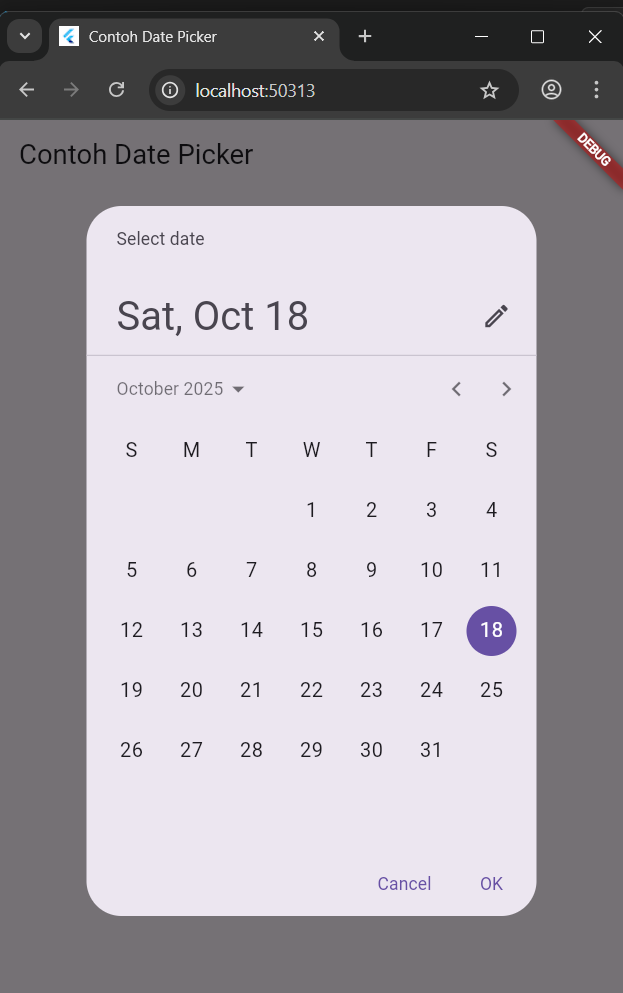 Contoh Date Picker
localhost:50313
Contoh Date Picker
DEBUG
Select date
Sat, Oct 18
October 2025
S M T W T F S
1 2 3 4
5 6 7 8 9 10 11
12 13 14 15 16 17 18
19 20 21 22 23 24 25
26 27 28 29 30 31
Cancel OK